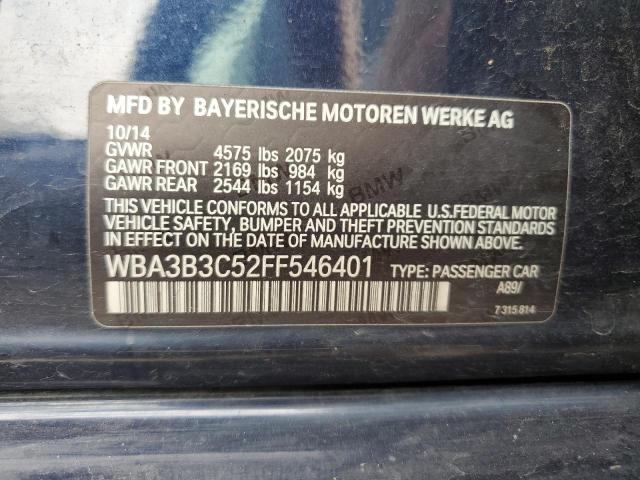 MFD BY BAYERISCHE MOTOREN WERKE AG
10/14
GVWR 4575 lbs 2075 kg
GAWR FRONT 2169 lbs 984 kg
GAWR REAR 2544 lbs 1154 kg
THIS VEHICLE CONFORMS TO ALL APPLICABLE U.S.FEDERAL MOTOR
VEHICLE SAFETY, BUMPER AND THEFT PREVENTION STANDARDS
IN EFFECT ON THE DATE OF MANUFACTURE SHOWN ABOVE.
WBA3B3C52FF546401 TYPE: PASSENGER CAR
A89/
7 315 814
BMW